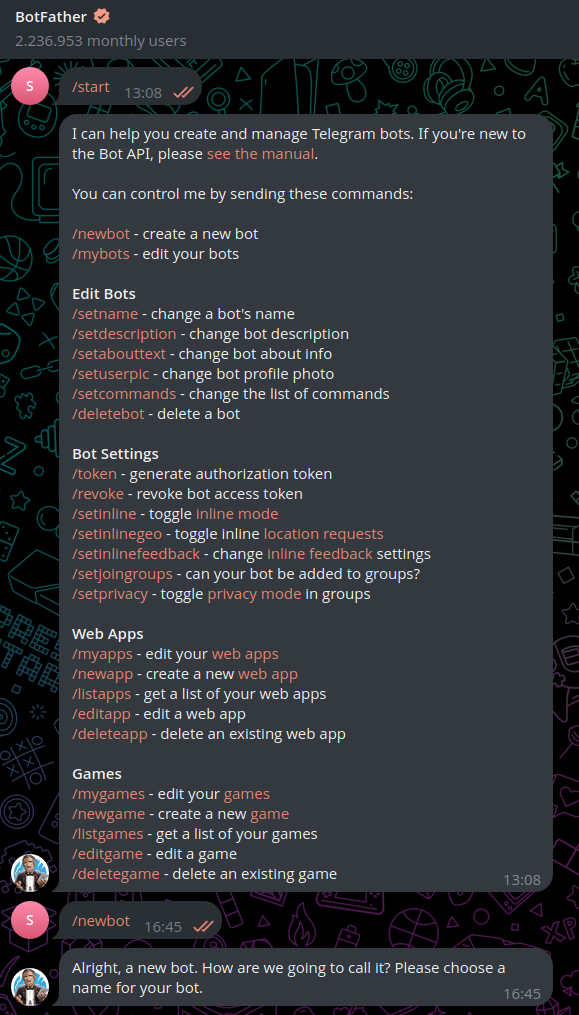 BotFather
2.236.953 monthly users
S
/start 13:08
I can help you create and manage Telegram bots. If you're new to
the Bot API, please see the manual.
You can control me by sending these commands:
/newbot - create a new bot
/mybots - edit your bots
Edit Bots
/setname - change a bot's name
/setdescription - change bot description
/setabouttext - change bot about info
/setuserpic - change bot profile photo
/setcommands - change the list of commands
/deletebot - delete a bot
Bot Settings
/token - generate authorization token
/revoke - revoke bot access token
/setinline - toggle inline mode
/setinlinegeo - toggle inline location requests
/setinlinefeedback - change inline feedback settings
/setjoingroups - can your bot be added to groups?
/setprivacy - toggle privacy mode in groups
Web Apps
/myapps - edit your web apps
/newapp - create a new web app
/listapps - get a list of your web apps
/editapp - edit a web app
/deleteapp - delete an existing web app
Games
/mygames - edit your games
/newgame - create a new game
/listgames - get a list of your games
/editgame - edit a game
/deletegame - delete an existing game
13:08
S
/newbot 16:45
Alright, a new bot. How are we going to call it? Please choose a
name for your bot.
16:45